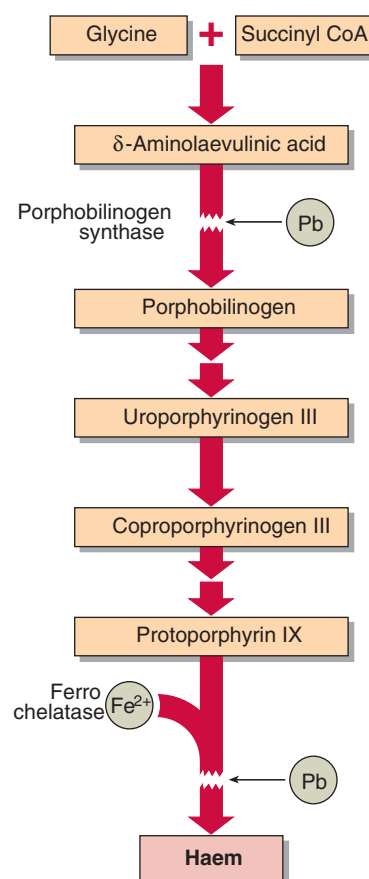 Glycine + Succinyl CoA
δ-Aminolaevulinic acid
Porphobilinogen
synthase
Pb
Porphobilinogen
Uroporphyrinogen III
Coproporphyrinogen III
Protoporphyrin IX
Ferro
chelatase
Fe²⁺
Pb
Haem